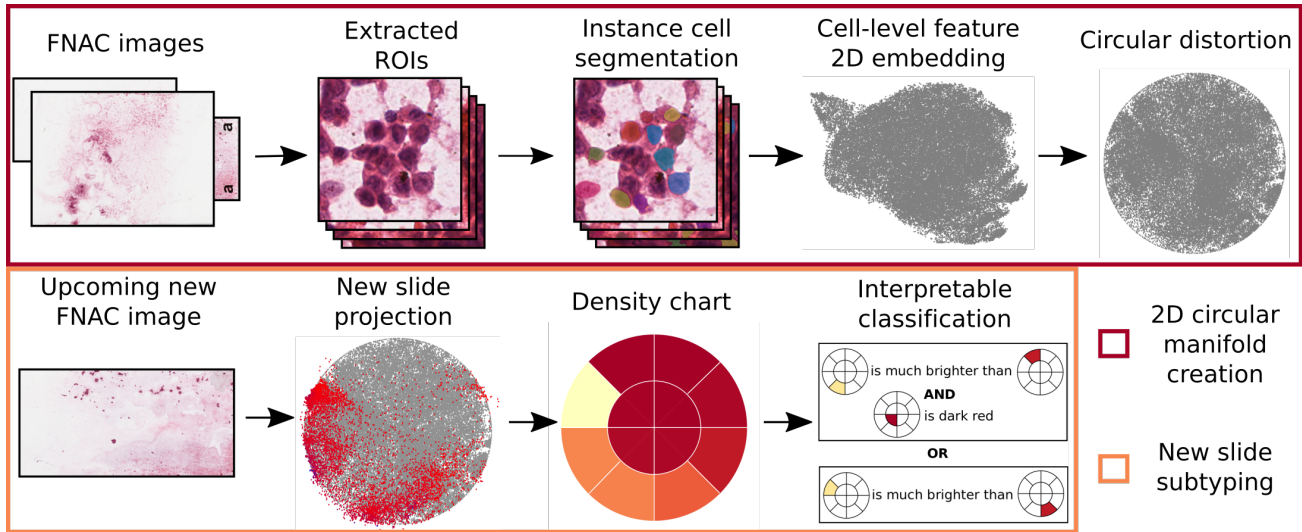 FNAC images
Extracted
ROIs
Instance cell
segmentation
Cell-level feature
2D embedding
Circular distortion
a
a
Upcoming new
FNAC image
New slide
projection
Density chart
Interpretable
classification
is much brighter than
AND
is dark red
OR
is much brighter than
2D circular
manifold
creation
New slide
subtyping